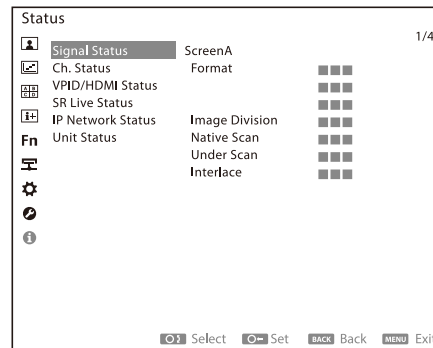 Status
1/4
Signal Status ScreenA
Ch. Status Format
VPID/HDMI Status
SR Live Status
IP Network Status Image Division
Fn Unit Status Native Scan
Under Scan
Interlace
Select Set BACK Back MENU Exit